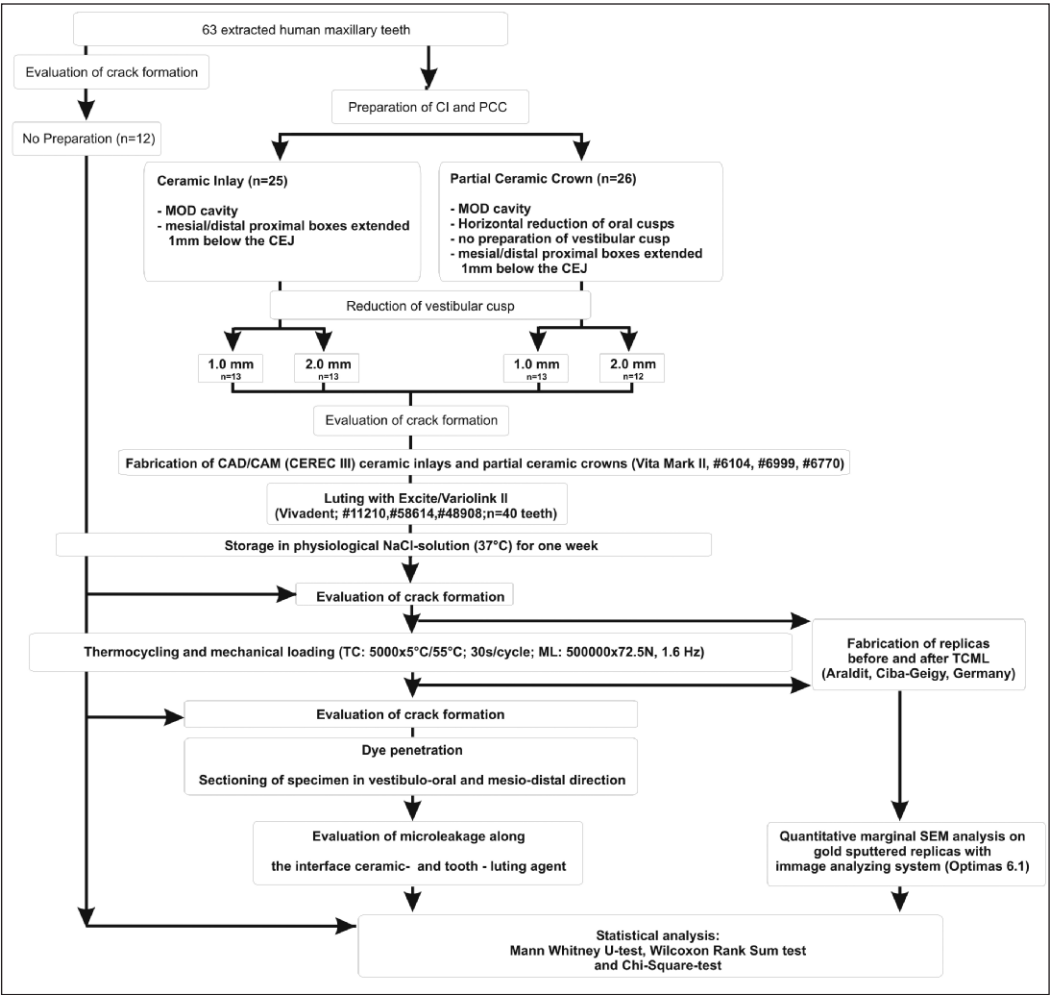 63 extracted human maxillary teeth
Evaluation of crack formation
Preparation of CI and PCC
No Preparation (n=12)
Ceramic Inlay (n=25)
- MOD cavity
- mesial/distal proximal boxes extended
1mm below the CEJ
Partial Ceramic Crown (n=26)
- MOD cavity
- Horizontal reduction of oral cusps
- no preparation of vestibular cusp
- mesial/distal proximal boxes extended
1mm below the CEJ
Reduction of vestibular cusp
1.0 mm
n=13
2.0 mm
n=13
1.0 mm
n=13
2.0 mm
n=12
Evaluation of crack formation
Fabrication of CAD/CAM (CEREC III) ceramic inlays and partial ceramic crowns (Vita Mark II, #6104, #6999, #6770)
Luting with Excite/Variolink II
(Vivadent; #11210,#58614,#48908;n=40 teeth)
Storage in physiological NaCl-solution (37°C) for one week
Evaluation of crack formation
Thermocycling and mechanical loading (TC: 5000x5°C/55°C; 30s/cycle; ML: 500000x72.5N, 1.6 Hz)
Fabrication of replicas
before and after TCML
(Araldit, Ciba-Geigy, Germany)
Evaluation of crack formation
Dye penetration
Sectioning of specimen in vestibulo-oral and mesio-distal direction
Evaluation of microleakage along
the interface ceramic- and tooth - luting agent
Quantitative marginal SEM analysis on
gold sputtered replicas with
immage analyzing system (Optimas 6.1)
Statistical analysis:
Mann Whitney U-test, Wilcoxon Rank Sum test
and Chi-Square-test